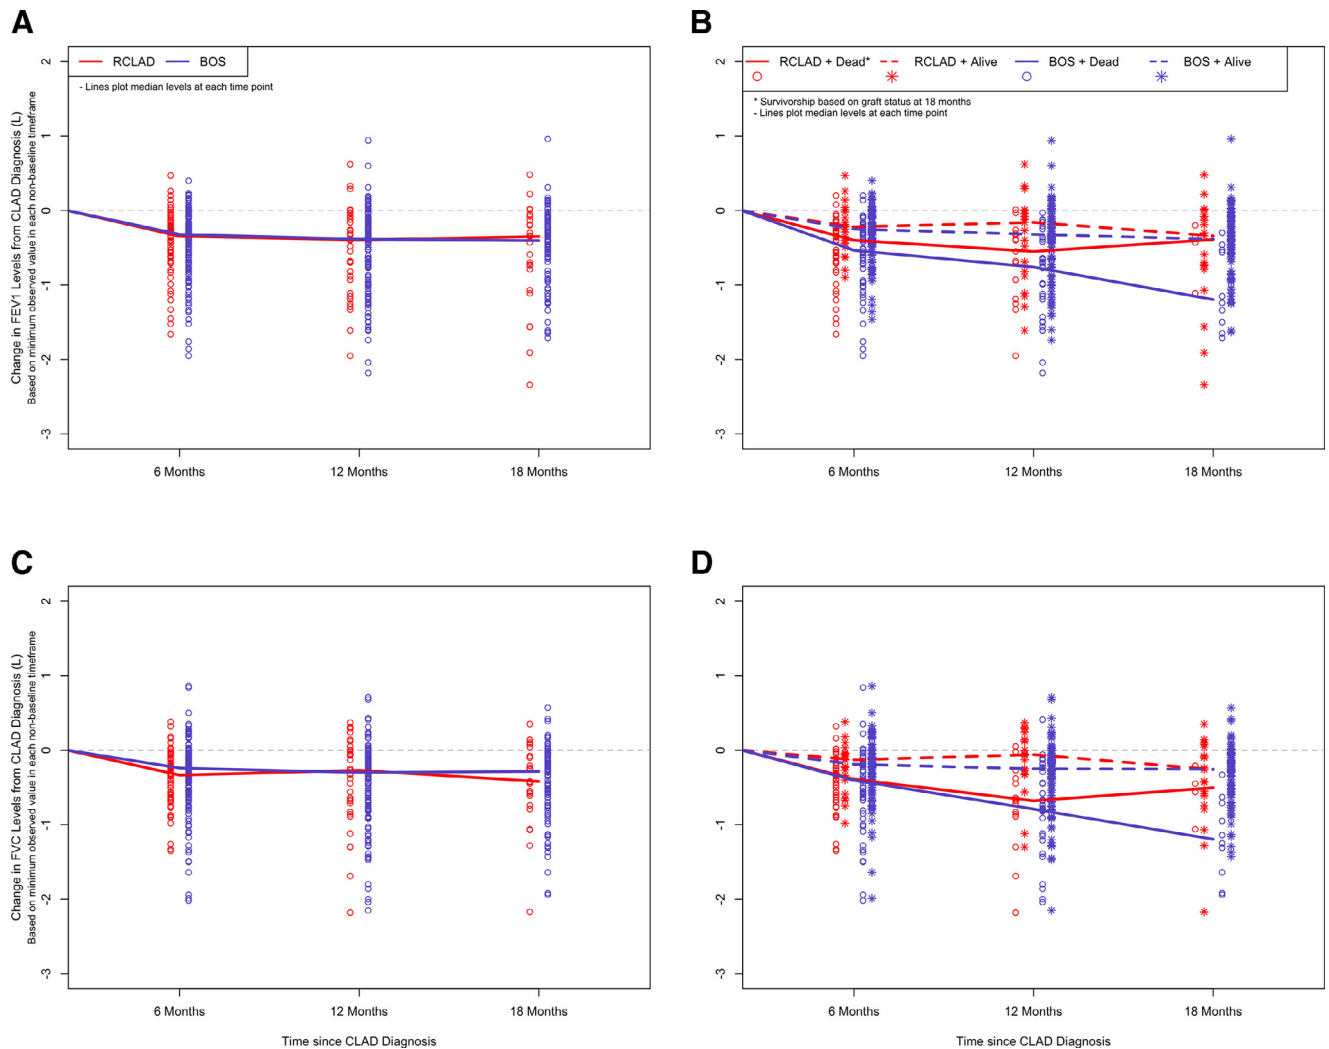 A
RCLAD
BOS
- Lines plot median levels at each time point
Change in FEV1 Levels from CLAD Diagnosis (L)
Based on minimum observed value in each non-baseline timeframe
2
1
0
-1
-2
-3
6 Months
12 Months
18 Months
B
RCLAD + Dead*
RCLAD + Alive
BOS + Dead
BOS + Alive
* Survivorship based on graft status at 18 months
- Lines plot median levels at each time point
2
1
0
-1
-2
-3
6 Months
12 Months
18 Months
C
Change in FVC Levels from CLAD Diagnosis (L)
Based on minimum observed value in each non-baseline timeframe
2
1
0
-1
-2
-3
6 Months
12 Months
18 Months
Time since CLAD Diagnosis
D
2
1
0
-1
-2
-3
6 Months
12 Months
18 Months
Time since CLAD Diagnosis